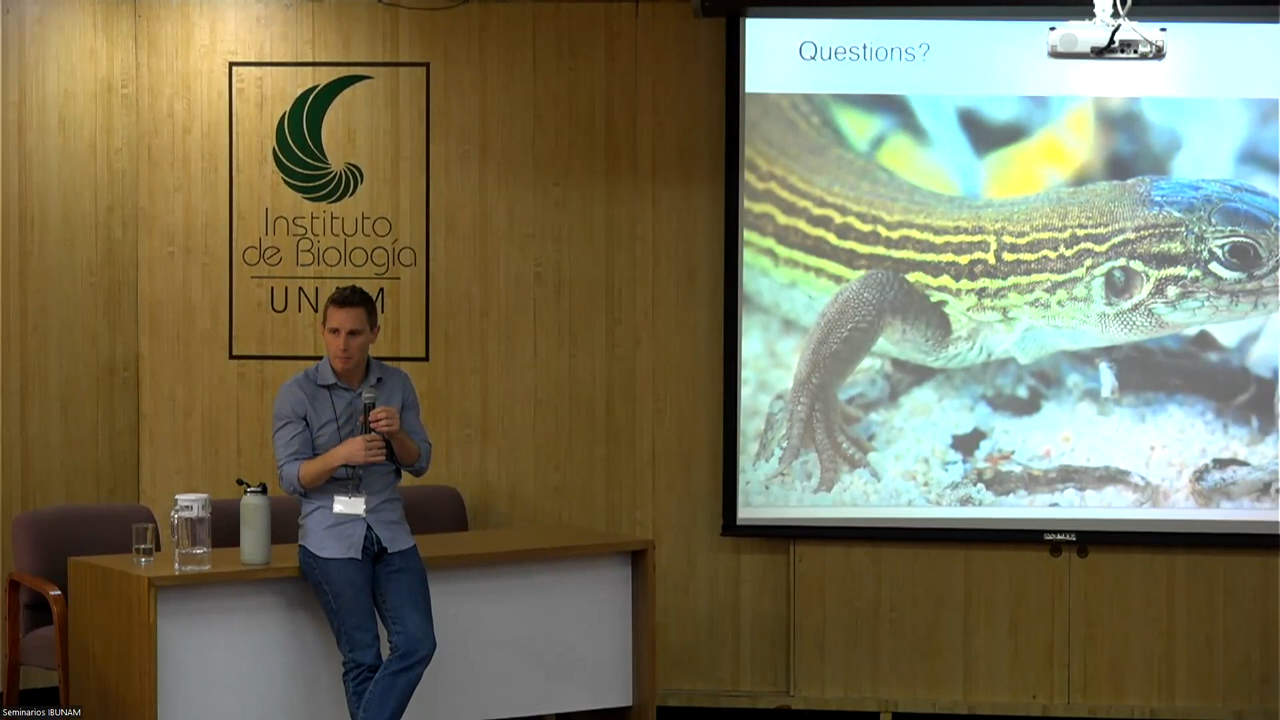 Questions?
Instituto
de Biología
UNAM
Seminarios IBUNAM